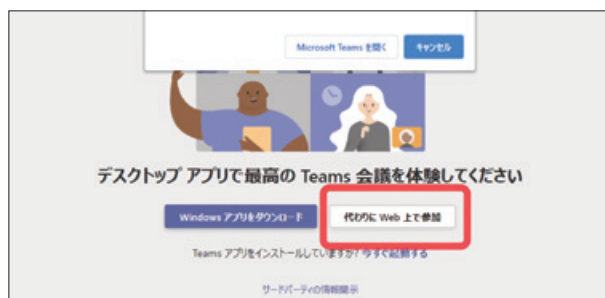 Microsoft Teams を開く
キャンセル
デスクトップ アプリで最高の Teams 会議を体験してください
Windows アプリをダウンロード
代わりに Web 上で参加
Teams アプリをインストールしていますか? 今すぐ起動する
サードパーティの情報開示